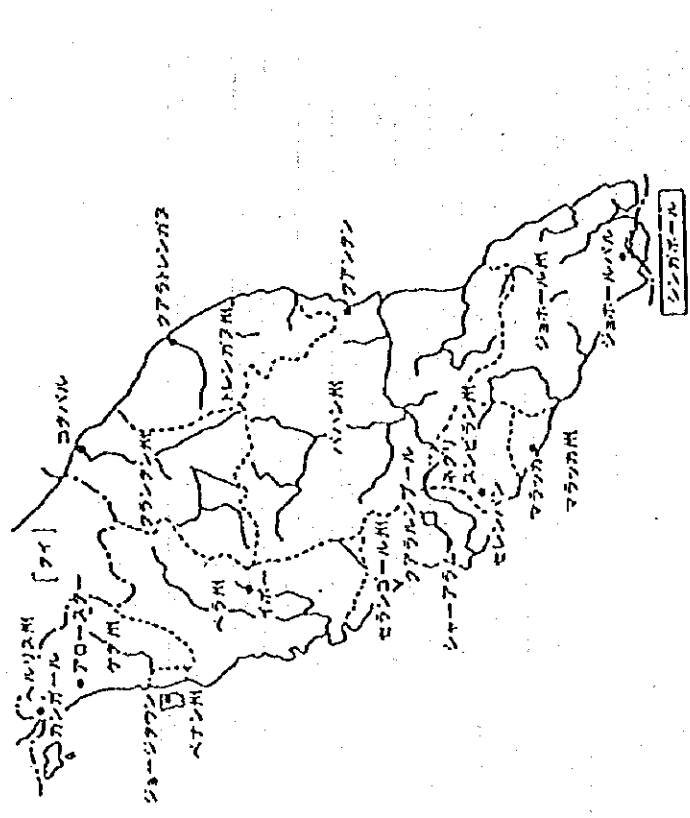 ペルリス州
カンガール
アロースター
ケダ州
ジョージタウン
ペナン州
[タイ]
コタバル
クアラトレンガヌ
クランタン州
トレンガヌ州
クアンタン
ペラ州
イポー
パハン州
セランゴール州
クアラルンプール
シャーアラム
ネグリ
スンビラン州
セレンバン
マラッカ
マラッカ州
ジョホール州
ジョホールバル
シンガポール